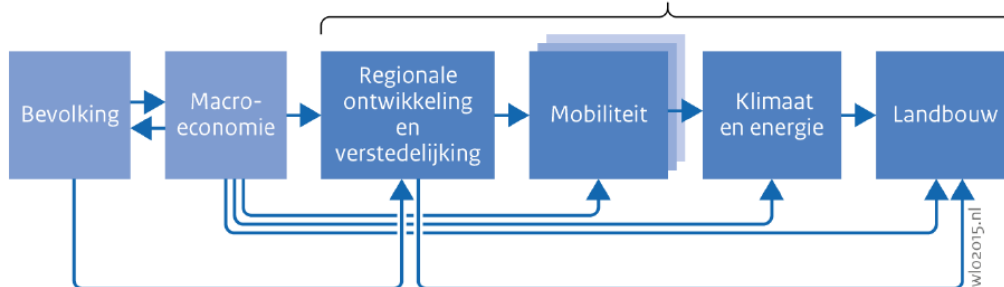 Bevolking
Macro-
economie
Regionale
ontwikkeling
en
verstedelijking
Mobiliteit
Klimaat
en energie
Landbouw
wlo2015.nl